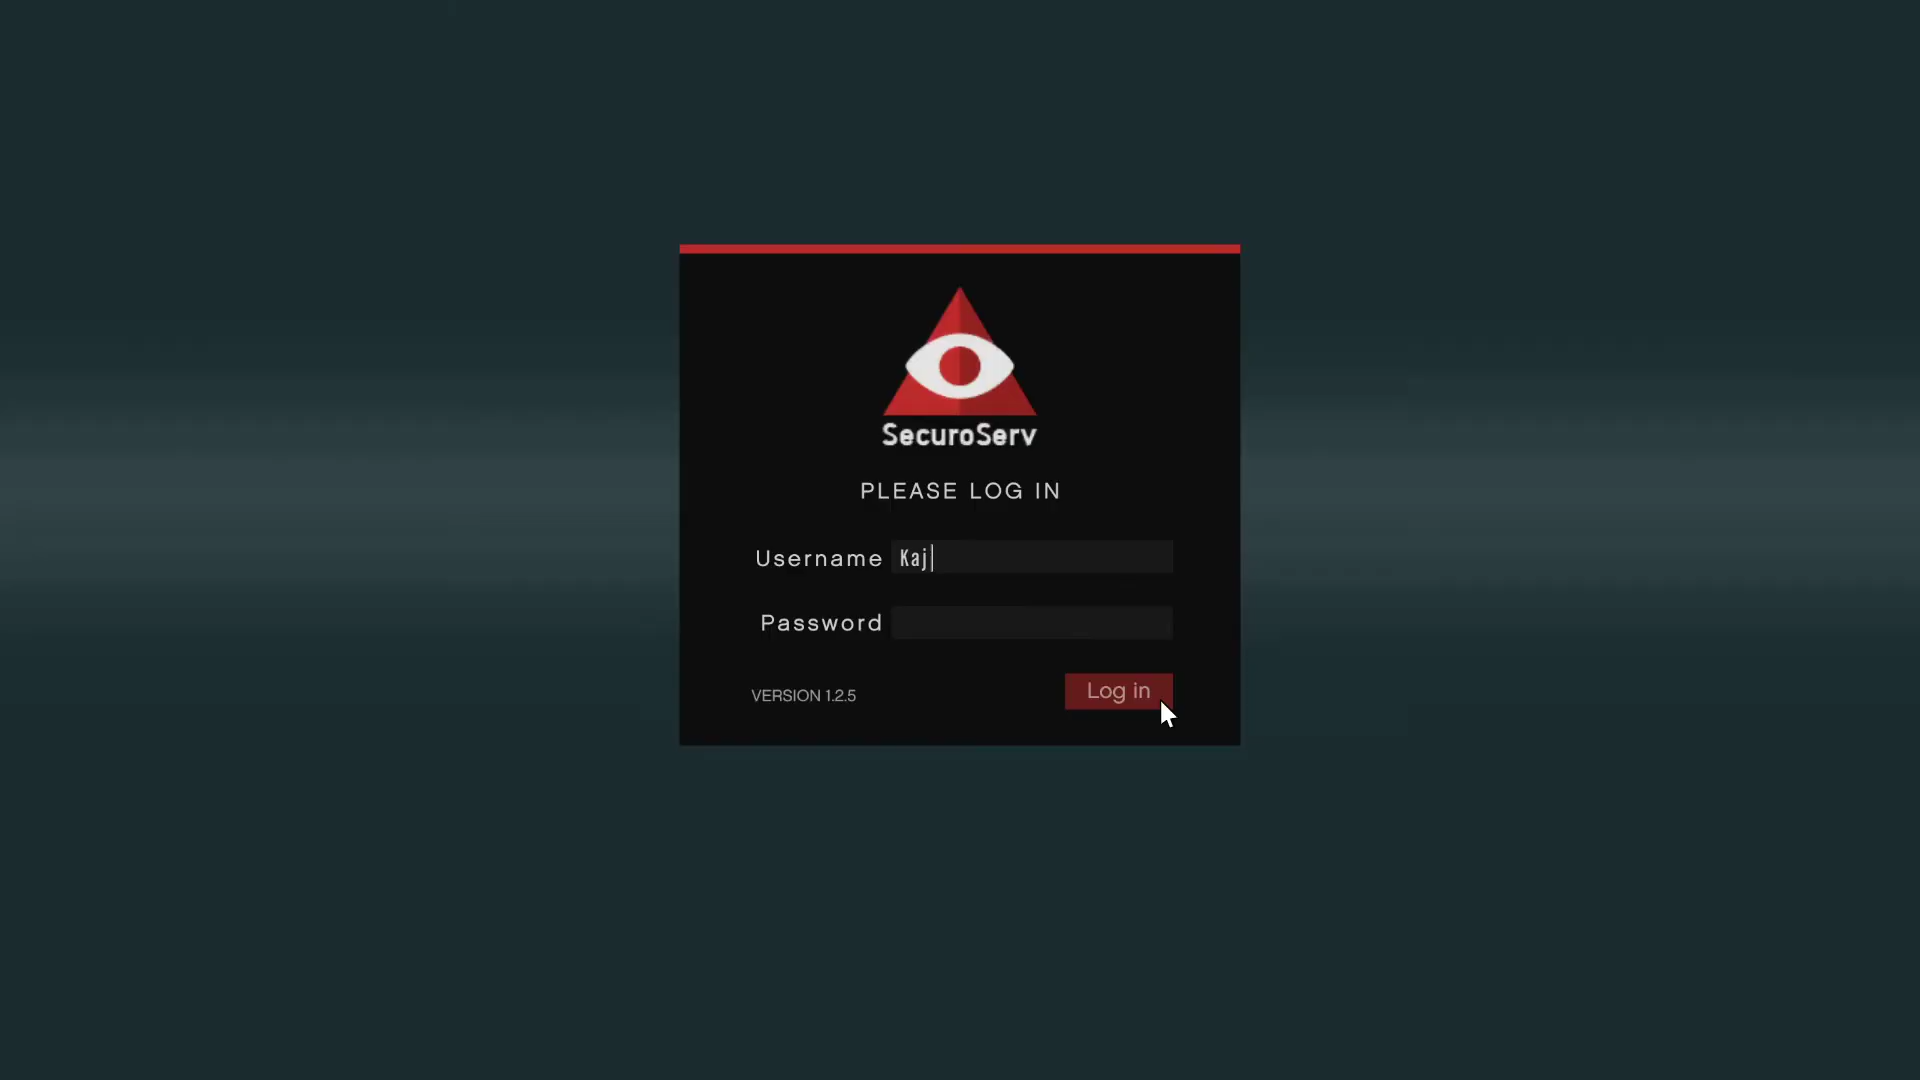 SecuroServ
PLEASE LOG IN
Username Kaj
Password
VERSION 1.2.5 Log in